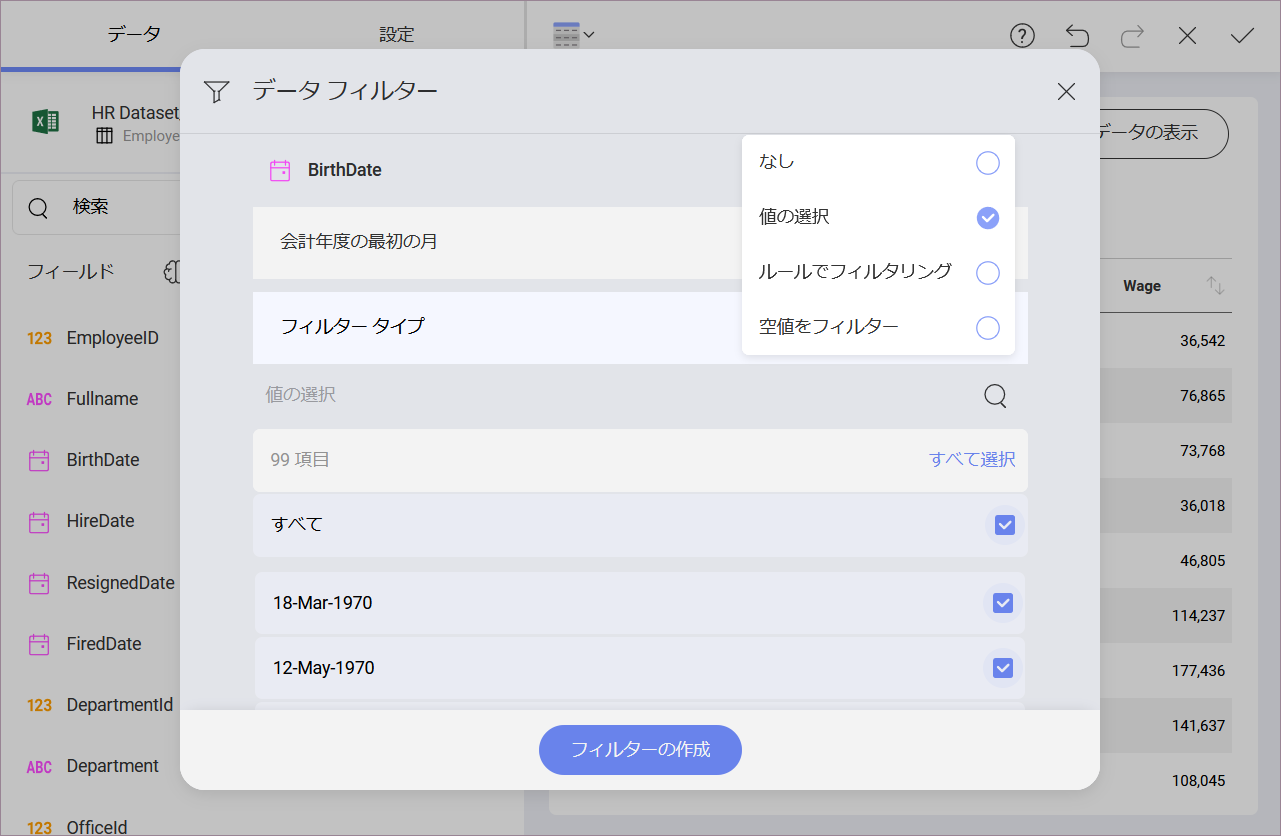 データ
設定
HR Dataset
Employe
検索
フィールド
123 EmployeeID
ABC Fullname
BirthDate
HireDate
ResignedDate
FiredDate
123 DepartmentId
ABC Department
123 OfficeId
データ フィルター
BirthDate
会計年度の最初の月
フィルター タイプ
なし
値の選択
ルールでフィルタリング
空値をフィルター
値の選択
99 項目
すべて選択
すべて
18-Mar-1970
12-May-1970
フィルターの作成
データの表示
Wage
36,542
76,865
73,768
36,018
46,805
114,237
177,436
141,637
108,045